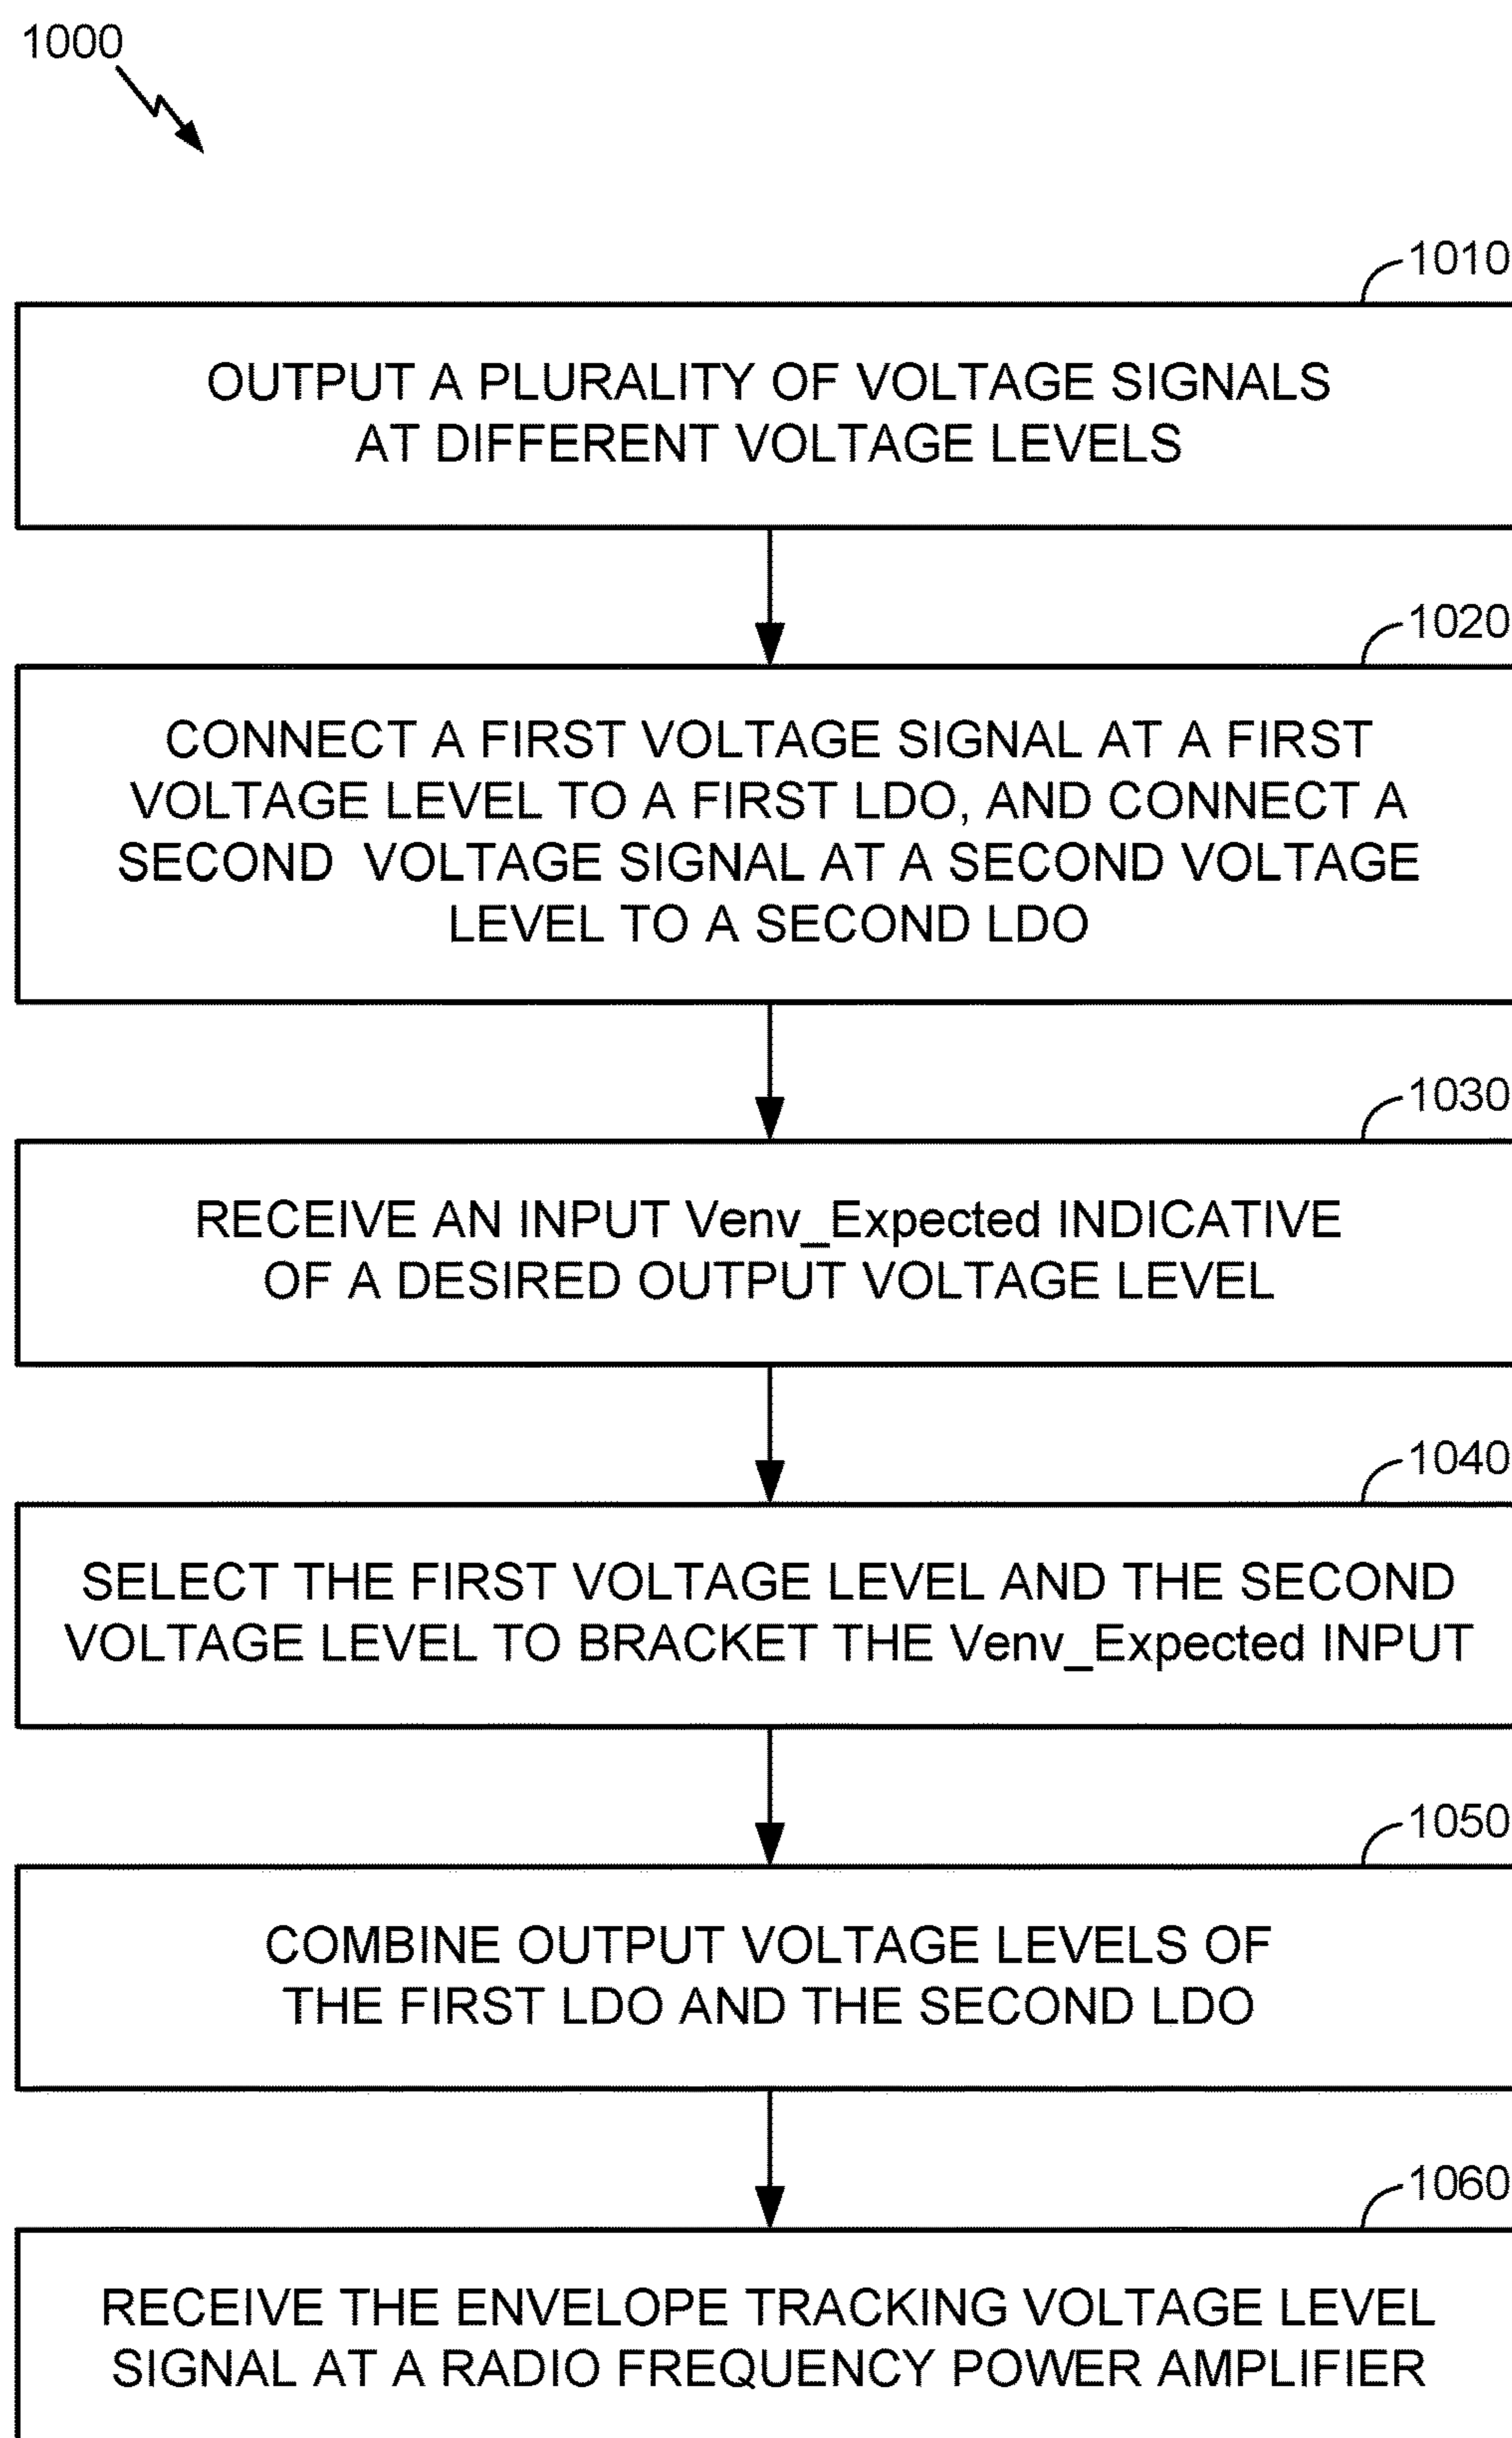 1000
1010
OUTPUT A PLURALITY OF VOLTAGE SIGNALS
AT DIFFERENT VOLTAGE LEVELS
1020
CONNECT A FIRST VOLTAGE SIGNAL AT A FIRST
VOLTAGE LEVEL TO A FIRST LDO, AND CONNECT A
SECOND VOLTAGE SIGNAL AT A SECOND VOLTAGE
LEVEL TO A SECOND LDO
1030
RECEIVE AN INPUT Venv_Expected INDICATIVE
OF A DESIRED OUTPUT VOLTAGE LEVEL
1040
SELECT THE FIRST VOLTAGE LEVEL AND THE SECOND
VOLTAGE LEVEL TO BRACKET THE Venv_Expected INPUT
1050
COMBINE OUTPUT VOLTAGE LEVELS OF
THE FIRST LDO AND THE SECOND LDO
1060
RECEIVE THE ENVELOPE TRACKING VOLTAGE LEVEL
SIGNAL AT A RADIO FREQUENCY POWER AMPLIFIER